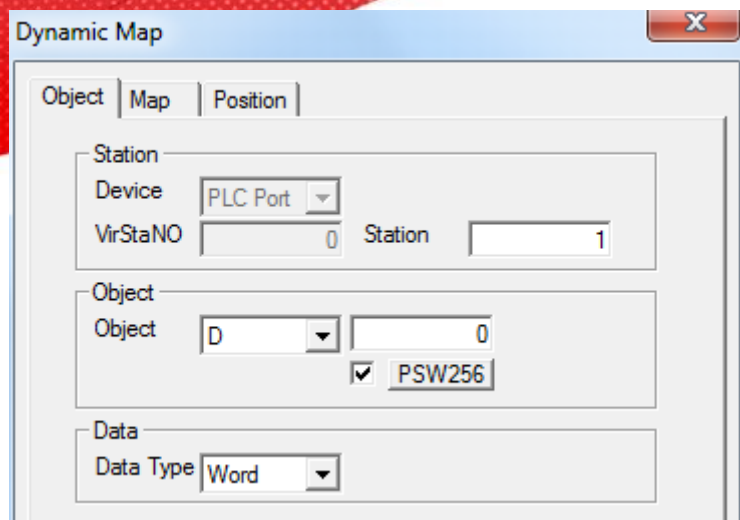 Dynamic Map
Object Map Position
Station
Device PLC Port
VirStaNO 0 Station 1
Object
Object D 0
PSW256
Data
Data Type Word